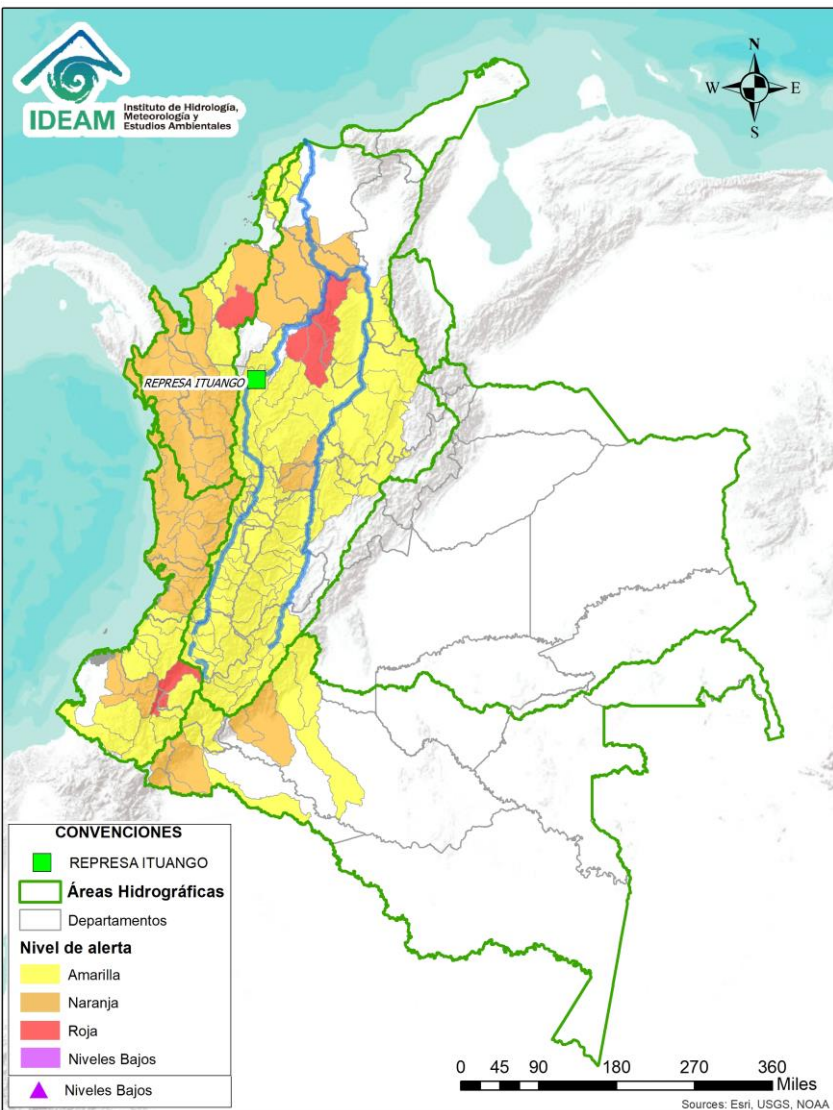 IDEAM
Instituto de Hidrología,
Meteorología y
Estudios Ambientales
N
W
E
S
REPRESA ITUANGO
CONVENCIONES
REPRESA ITUANGO
Áreas Hidrográficas
Departamentos
Nivel de alerta
Amarilla
Naranja
Roja
Niveles Bajos
Niveles Bajos
0 45 90 180 270 360
Miles
Sources: Esri, USGS, NOAA